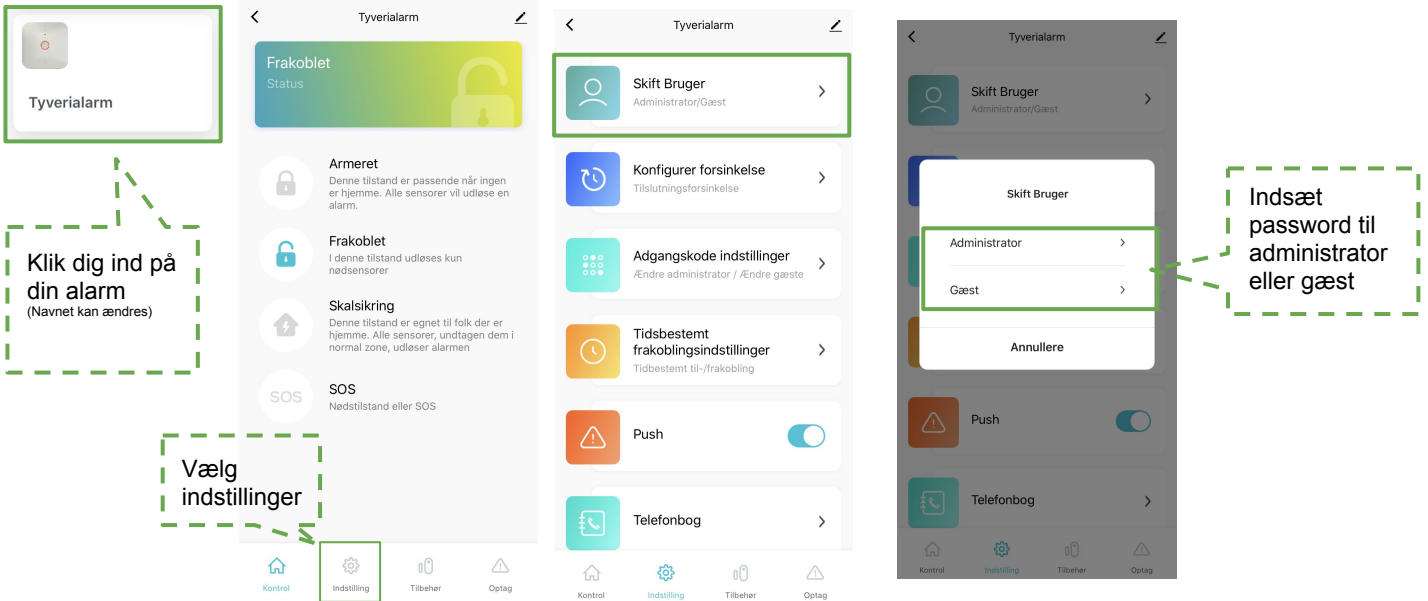 Tyverialarm
Klik dig ind på
din alarm
(Navnet kan ændres)
Tyverialarm
Frakoblet
Status
Armeret
Denne tilstand er passende når ingen
er hjemme. Alle sensorer vil udløse en
alarm.
Frakoblet
I denne tilstand udløses kun
nødsensorer
Skalsikring
Denne tilstand er egnet til folk der er
hjemme. Alle sensorer, undtagen dem i
normal zone, udløser alarmen
SOS
SOS
Nødstilstand eller SOS
Vælg
indstillinger
Kontrol
Indstilling
Tilbehør
Optag
Tyverialarm
Skift Bruger
Administrator/Gæst
Konfigurer forsinkelse
Tilslutningsforsinkelse
Adgangskode indstillinger
/Ændre administrator / Ændre gæste
Tidsbestemt
frakoblingsindstillinger
Tidbestemt til-/frakobling
Push
Telefonbog
Kontrol
Indstilling
Tilbehør
Optag
Tyverialarm
Skift Bruger
Administrator/Gæst
Skift Bruger
Administrator
Gæst
Annullere
Push
Telefonbog
Kontrol
Indstilling
Tilbehør
Optag
Indsæt
password til
administrator
eller gæst